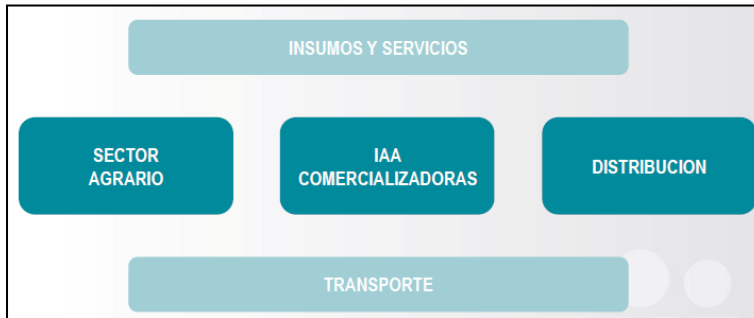 INSUMOS Y SERVICIOS
SECTOR
AGRARIO
IAA
COMERCIALIZADORAS
DISTRIBUCION
TRANSPORTE